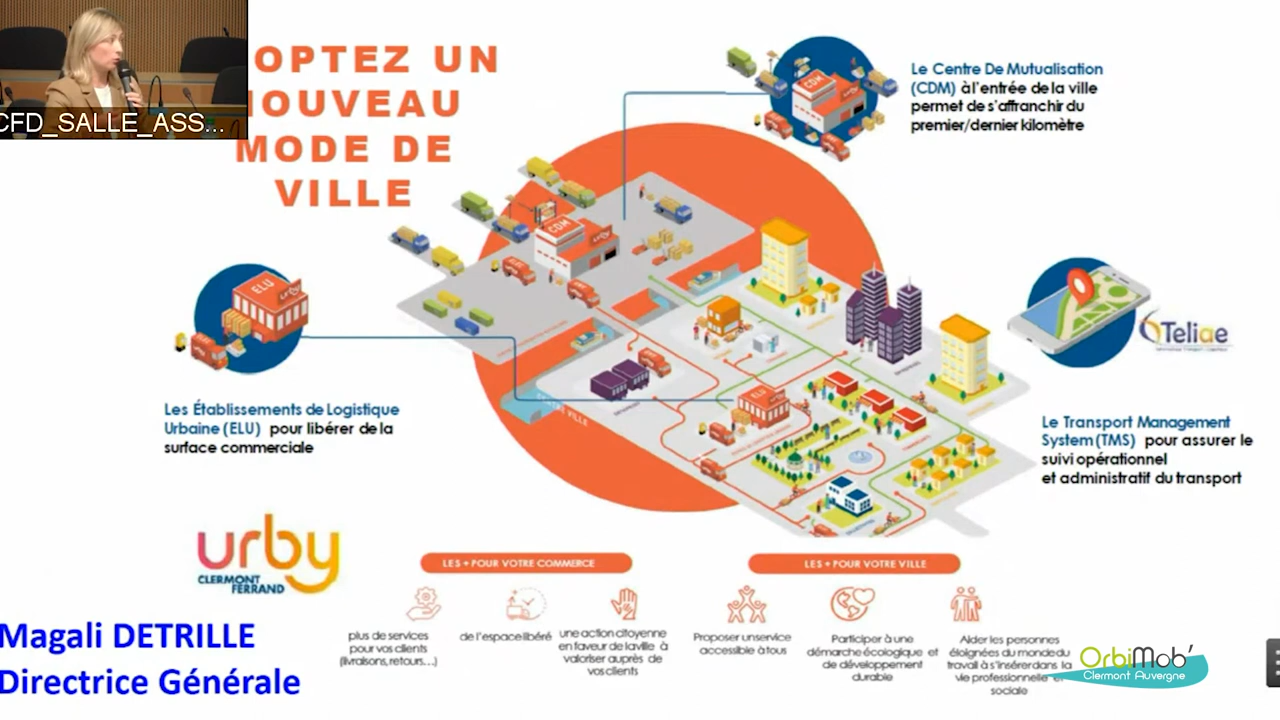 CFD_SALLE_ASS...
OPTEZ UN
OUVEAU
MODE DE
VILLE
Le Centre De Mutualisation
(CDM) à l'entrée de la ville
permet de s'affranchir du
premier/dernier kilomètre
CDM
CDM
ELU
urby
Teliae
Les Établissements de Logistique
Urbaine (ELU) pour libérer de la
surface commerciale
CENTRE VILLE
ELU
Le Transport Management
System (TMS) pour assurer le
suivi opérationnel
et administratif du transport
urby
CLERMONT
FERRAND
LES + POUR VOTRE COMMERCE
LES + POUR VOTRE VILLE
plus de services
pour vos clients
(livraisons, retours...)
de l'espace libéré
une action citoyenne
en faveur de la ville à
valoriser auprès de
vos clients
Proposer un service
accessible à tous
Participer à une
démarche écologique et
de développement
durable
Aider les personnes
éloignées du monde du
travail à s'insérer dans la
vie professionnelle et
sociale
Magali DETRILLE
Directrice Générale
OrbiMob'
Clermont Auvergne